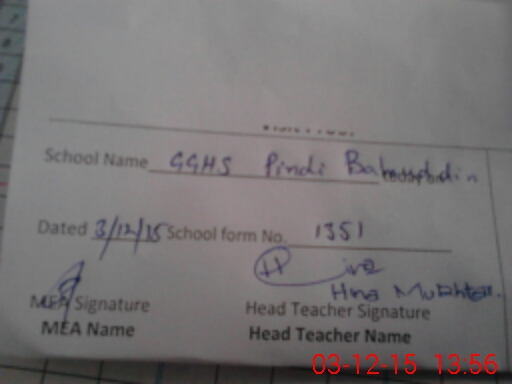 School Name GGHS Pindi
Dated 3/12/15 School form No. 1351
Hina Mukhtar
MEA Signature Head Teacher Signature
MEA Name Head Teacher Name
03-12-15 13:56